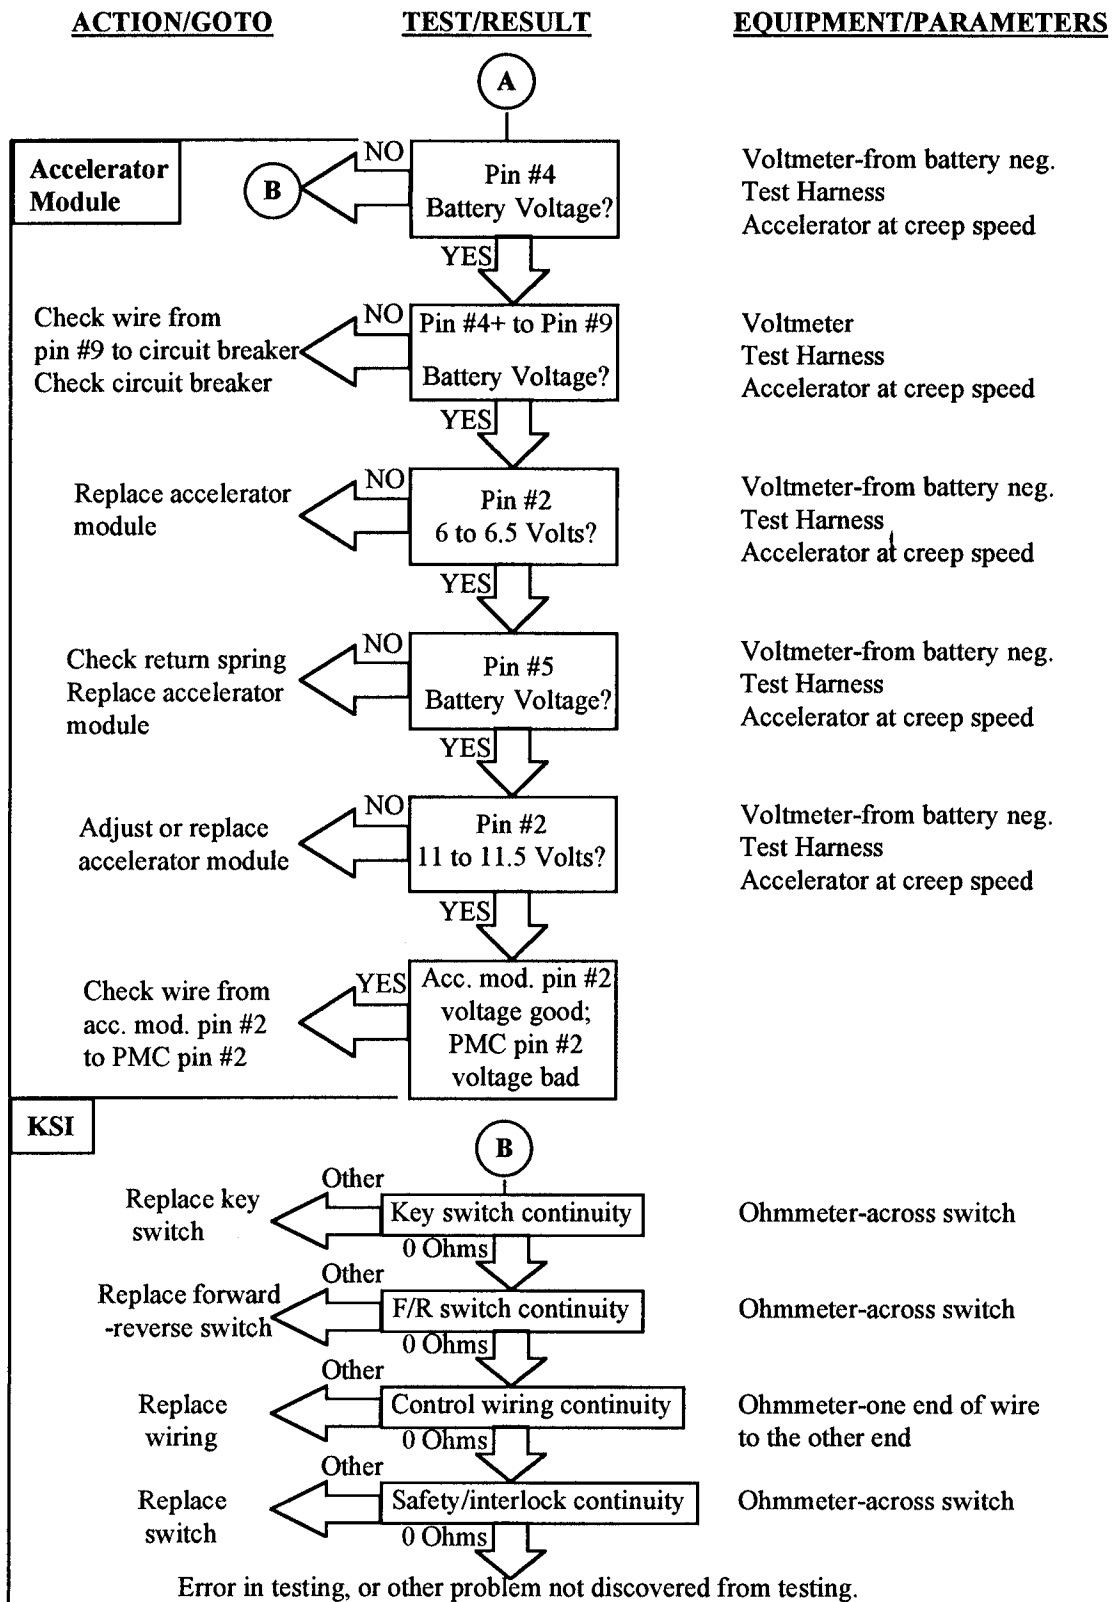 ACTION/GOTO TEST/RESULT EQUIPMENT/PARAMETERS
A
Accelerator
Module
B
NO
Pin #4
Battery Voltage?
Voltmeter-from battery neg.
Test Harness
Accelerator at creep speed
YES
Check wire from
pin #9 to circuit breaker
Check circuit breaker
NO
Pin #4+ to Pin #9
Battery Voltage?
Voltmeter
Test Harness
Accelerator at creep speed
YES
Replace accelerator
module
NO
Pin #2
6 to 6.5 Volts?
Voltmeter-from battery neg.
Test Harness
Accelerator at creep speed
YES
Check return spring
Replace accelerator
module
NO
Pin #5
Battery Voltage?
Voltmeter-from battery neg.
Test Harness
Accelerator at creep speed
YES
Adjust or replace
accelerator module
NO
Pin #2
11 to 11.5 Volts?
Voltmeter-from battery neg.
Test Harness
Accelerator at creep speed
YES
Check wire from
acc. mod. pin #2
to PMC pin #2
YES
Acc. mod. pin #2
voltage good;
PMC pin #2
voltage bad
KSI
B
Replace key
switch
Other
Key switch continuity
Ohmmeter-across switch
0 Ohms
Replace forward
-reverse switch
Other
F/R switch continuity
Ohmmeter-across switch
0 Ohms
Replace
wiring
Other
Control wiring continuity
Ohmmeter-one end of wire
to the other end
0 Ohms
Replace
switch
Other
Safety/interlock continuity
Ohmmeter-across switch
0 Ohms
Error in testing, or other problem not discovered from testing.